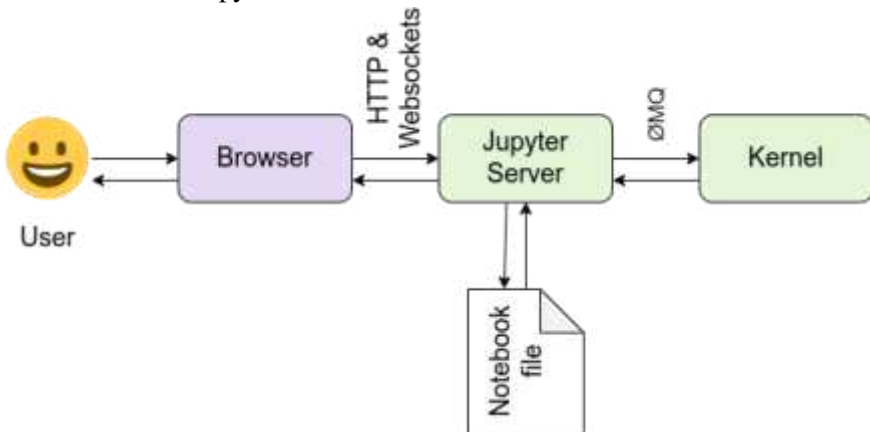 HTTP &
Websockets
ØMQ
Browser
Jupyter
Server
Kernel
User
Notebook
file